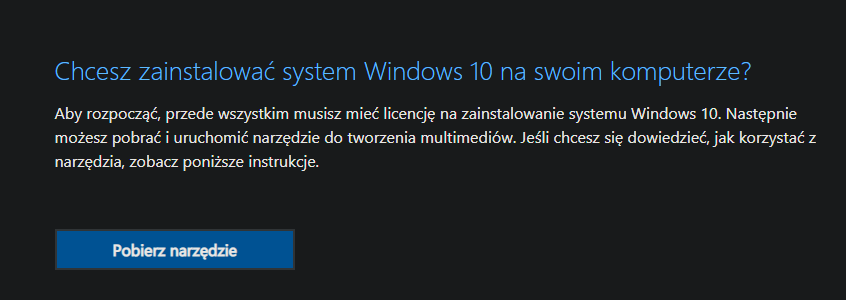 Chcesz zainstalować system Windows 10 na swoim komputerze?
Aby rozpocząć, przede wszystkim musisz mieć licencję na zainstalowanie systemu Windows 10. Następnie
możesz pobrać i uruchomić narzędzie do tworzenia multimediów. Jeśli chcesz się dowiedzieć, jak korzystać z
narzędzia, zobacz poniższe instrukcje.
Pobierz narzędzie